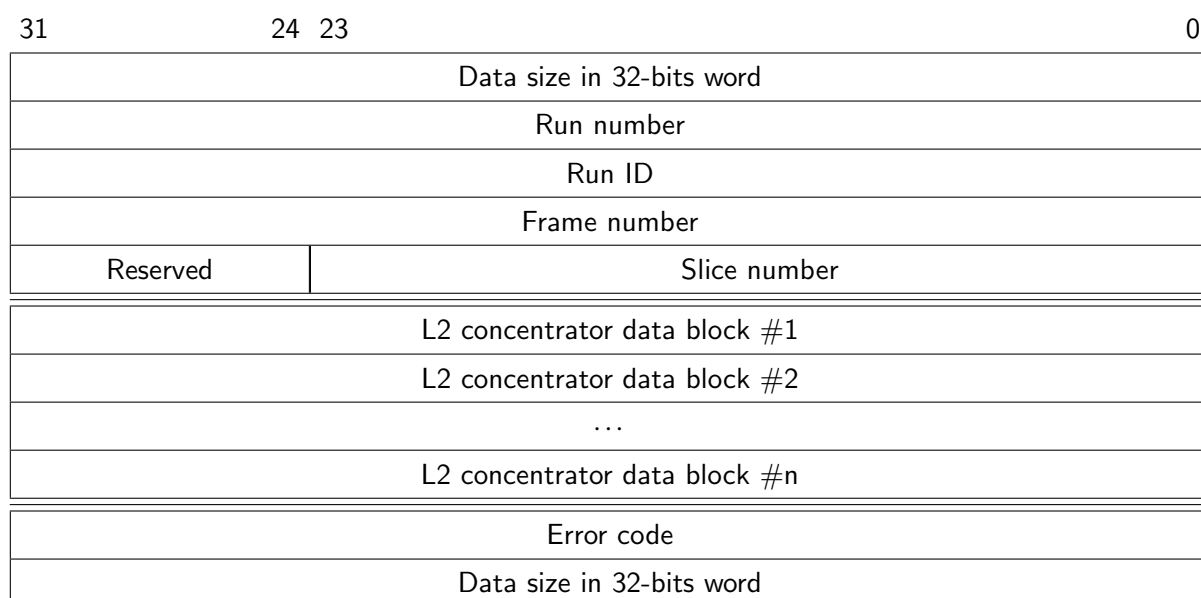 31 24 23 0
Data size in 32-bits word
Run number
Run ID
Frame number
Reserved Slice number
L2 concentrator data block #1
L2 concentrator data block #2
...
L2 concentrator data block #n
Error code
Data size in 32-bits word